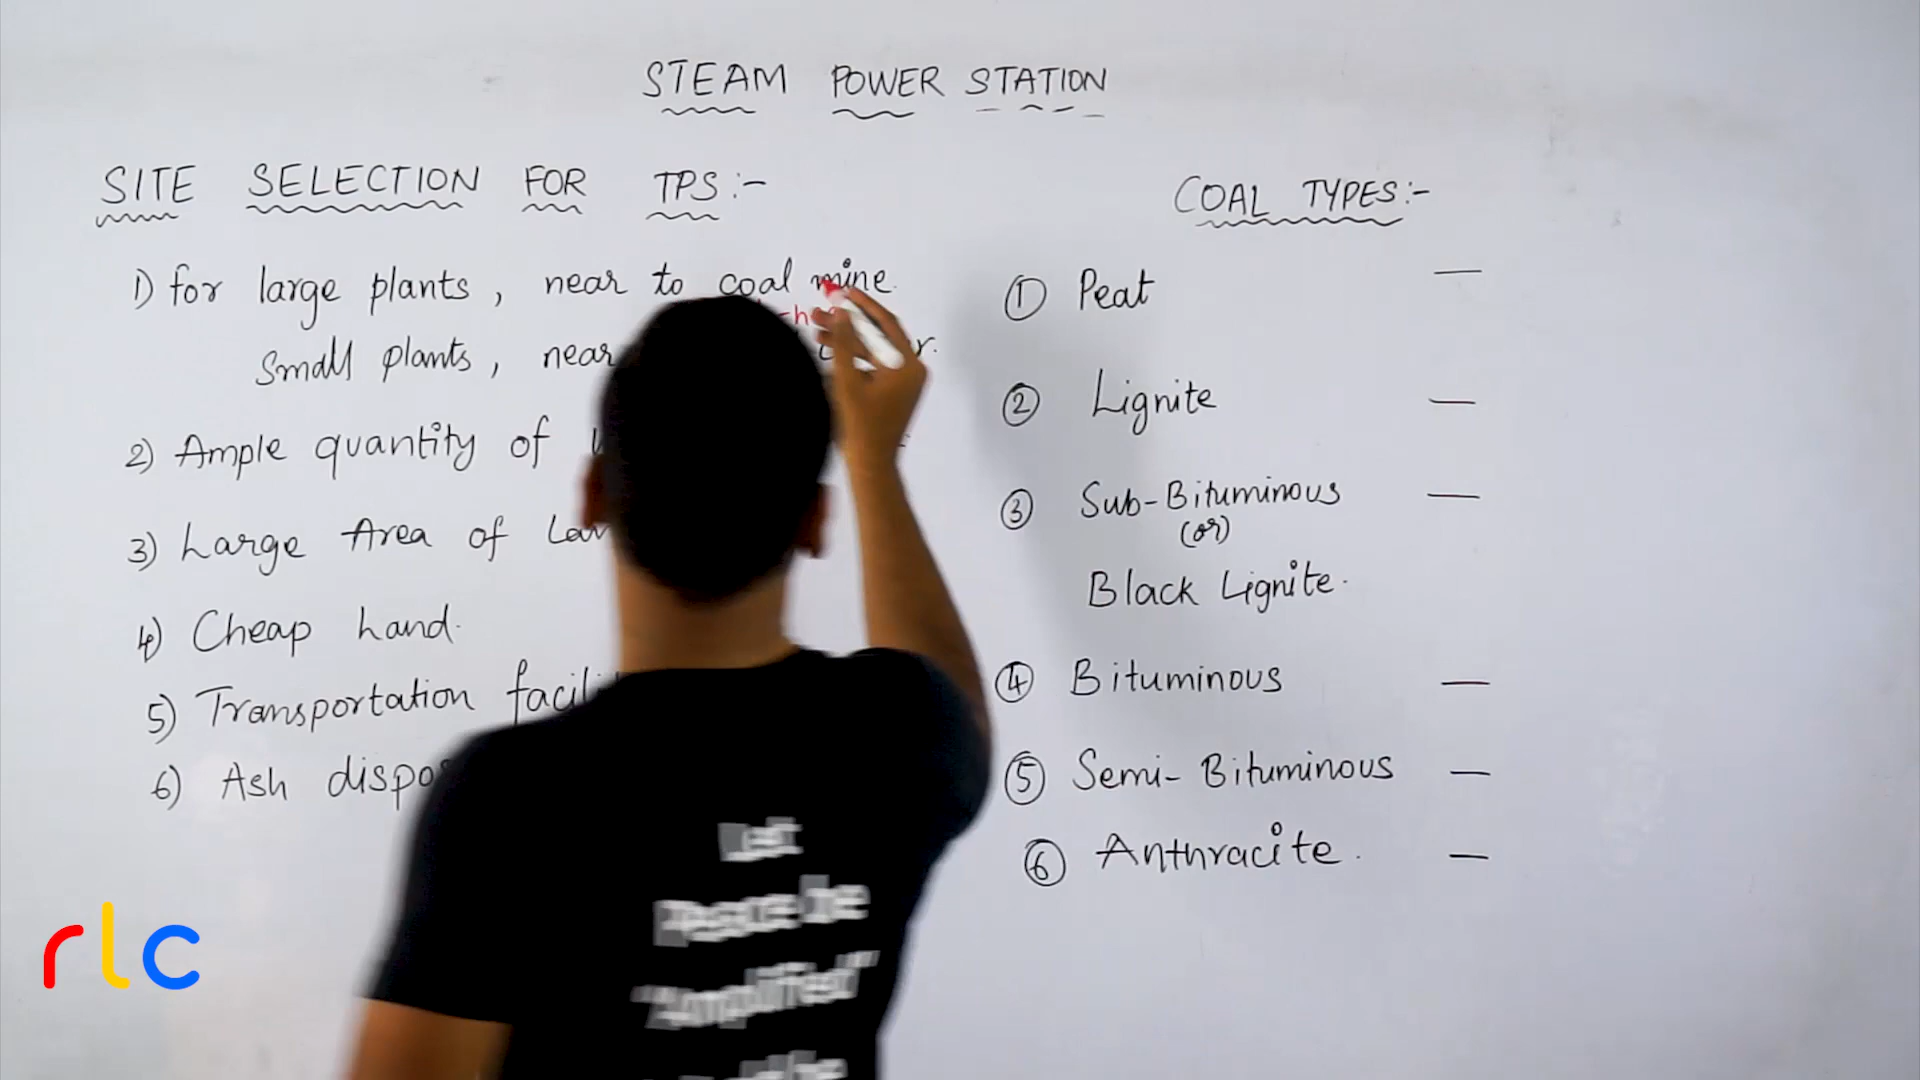 STEAM POWER STATION
SITE SELECTION FOR TPS:-
1) for large plants, near to coal mine.
Small plants, near
2) Ample quantity of
3) Large Area of
4) Cheap hand.
5) Transportation
6) Ash
COAL TYPES:-
① Peat —
② Lignite —
③ Sub-Bituminous —
(or)
Black Lignite.
④ Bituminous —
⑤ Semi-Bituminous —
⑥ Anthracite. —
rlc
"Amplified"